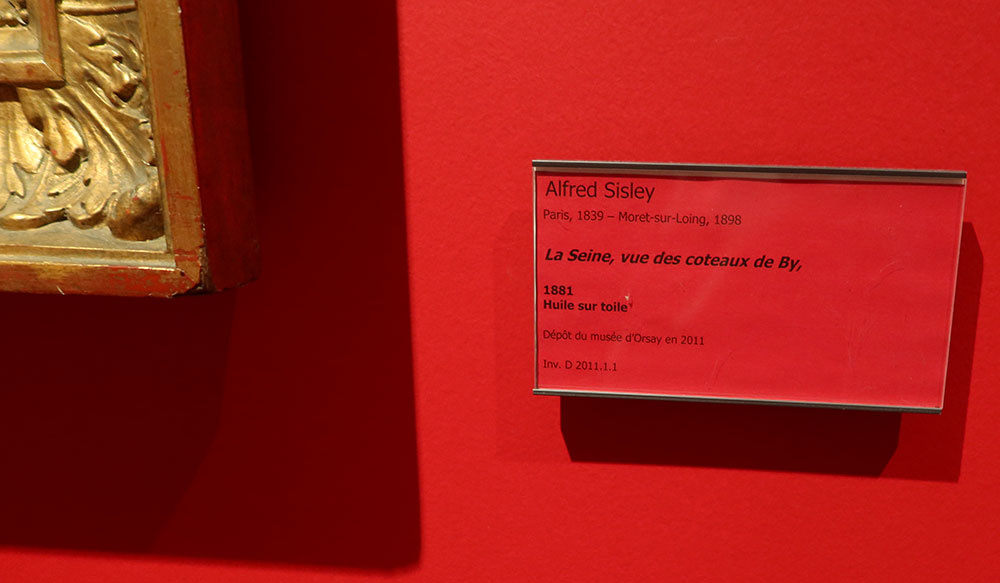 Alfred Sisley
Paris, 1839 – Moret-sur-Loing, 1898
La Seine, vue des coteaux de By,
1881
Huile sur toile
Dépôt du musée d'Orsay en 2011
Inv. D 2011.1.1